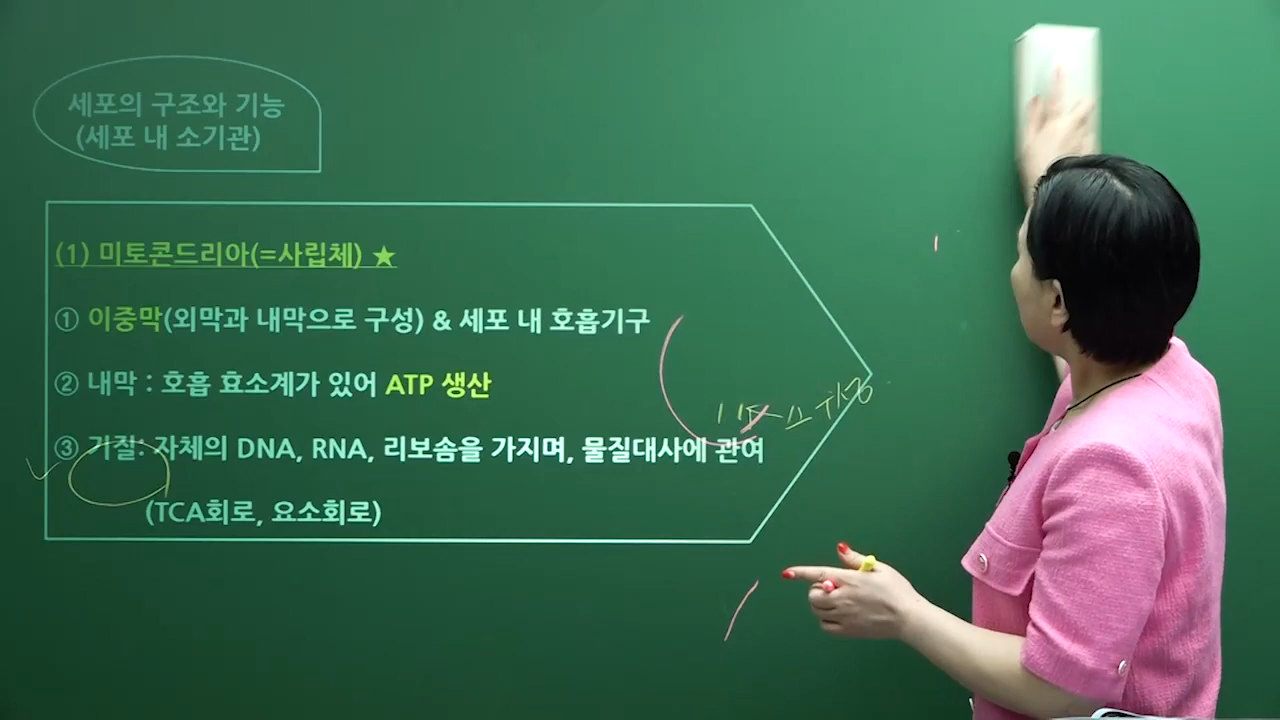 세포의 구조와 기능
(세포 내 소기관)
(1) 미토콘드리아(=사립체) ★
① 이중막(외막과 내막으로 구성) & 세포 내 호흡기구
② 내막 : 호흡 효소계가 있어 ATP 생산
③ 기질: 자체의 DNA, RNA, 리보솜을 가지며, 물질대사에 관여
(TCA회로, 요소회로)